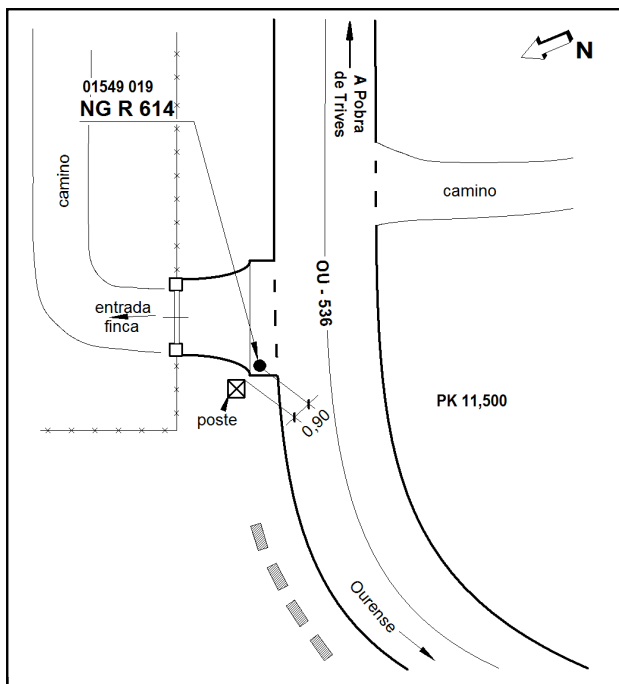 N
01549 019
NG R 614
A Pobra
de Trives
camino
camino
OU - 536
entrada
finca
PK 11,500
poste
0,90
Ourense